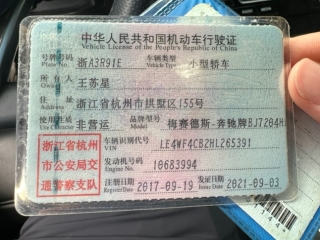 中华人民共和国机动车行驶证
Vehicle License of the People's Republic of China
号牌号码 浙A3R91E 车辆类型 小型轿车
Plate No. Vehicle Type
所有人 王苏星
Owner
住址 浙江省杭州市拱墅区155号
Address
使用性质 非营运 品牌型号 梅赛德斯-奔驰牌BJ7204H
Use Character Model
浙江省杭州
市公安局交
通警察支队
车辆识别代号 LE4WF4CB2HL265391
VIN
发动机号码 10683994
Engine No.
注册日期 2017-09-19 发证日期 2021-09-03
Register Date Issue Date